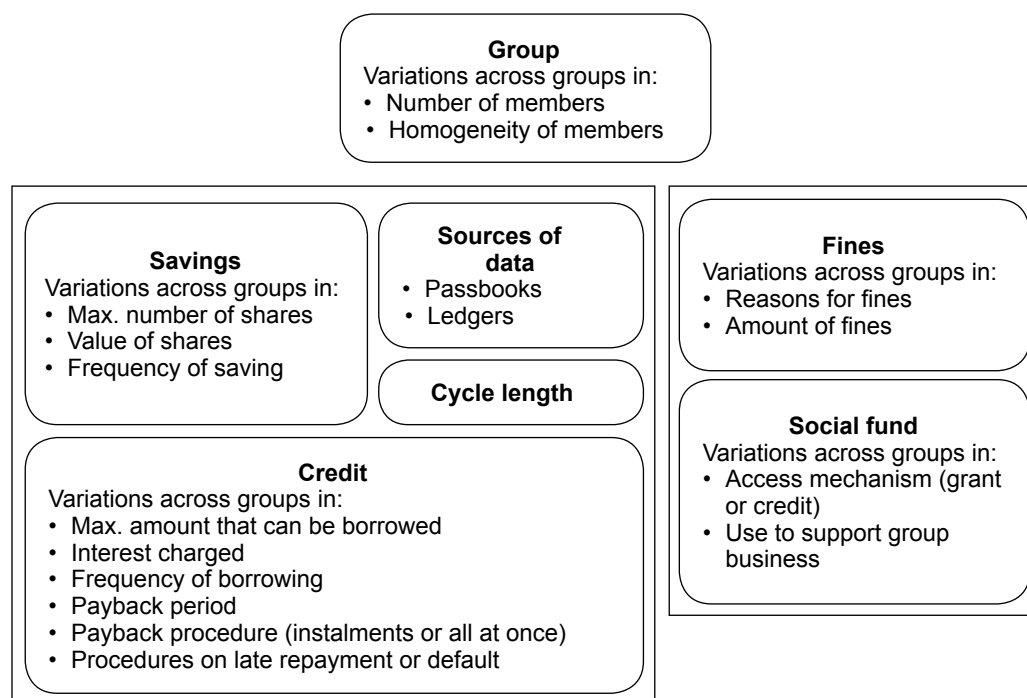 Group
Variations across groups in:
• Number of members
• Homogeneity of members
Savings
Variations across groups in:
• Max. number of shares
• Value of shares
• Frequency of saving
Sources of
data
• Passbooks
• Ledgers
Cycle length
Credit
Variations across groups in:
• Max. amount that can be borrowed
• Interest charged
• Frequency of borrowing
• Payback period
• Payback procedure (instalments or all at once)
• Procedures on late repayment or default
Fines
Variations across groups in:
• Reasons for fines
• Amount of fines
Social fund
Variations across groups in:
• Access mechanism (grant
or credit)
• Use to support group
business